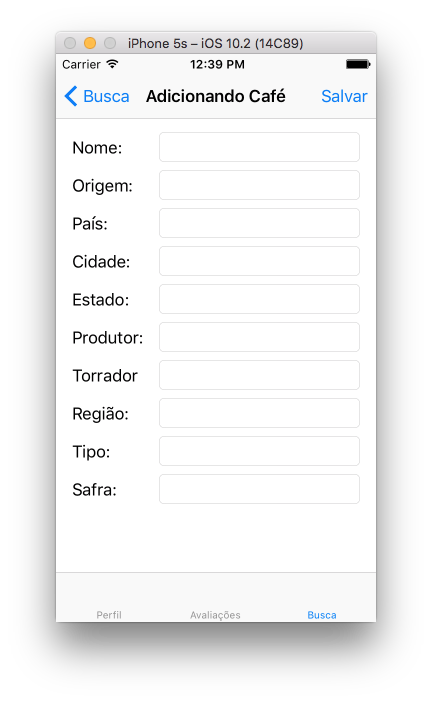 iPhone 5s – iOS 10.2 (14C89)
Carrier 12:39 PM
Busca Adicionando Café Salvar
Nome:
Origem:
País:
Cidade:
Estado:
Produtor:
Torrador
Região:
Tipo:
Safra:
Perfil Avaliações Busca